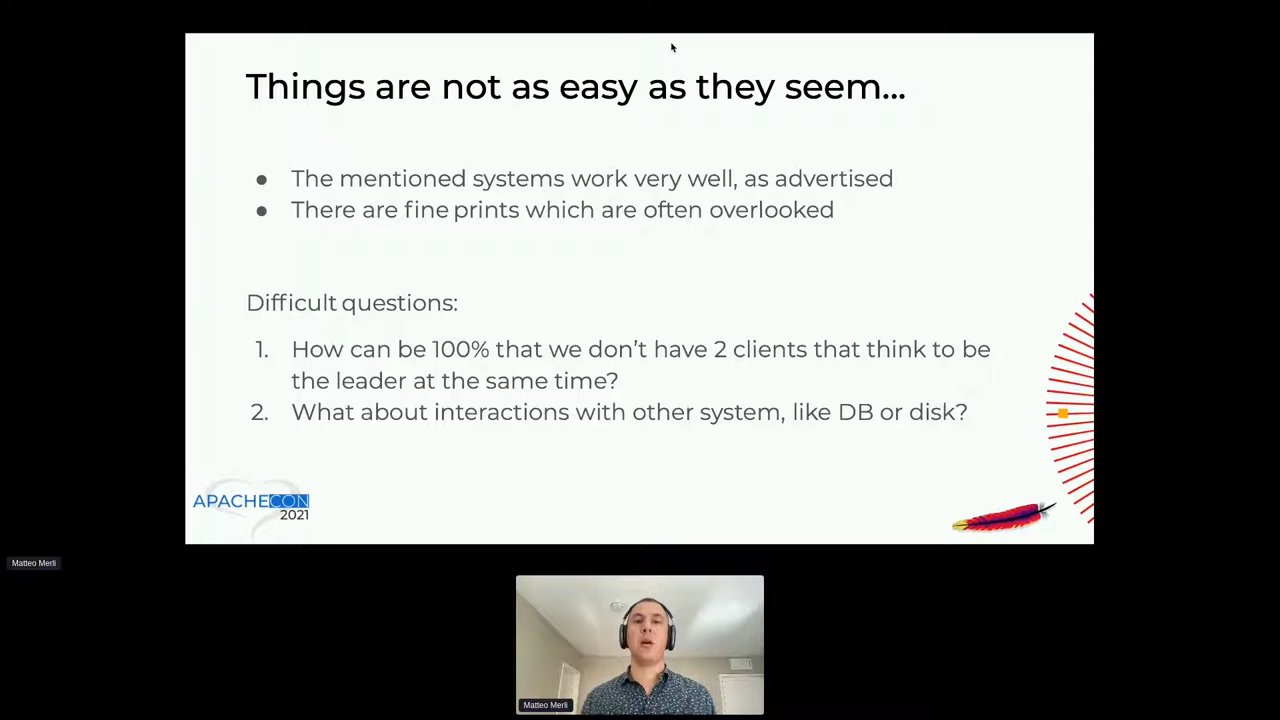 Things are not as easy as they seem...
● The mentioned systems work very well, as advertised
● There are fine prints which are often overlooked
Difficult questions:
1. How can be 100% that we don't have 2 clients that think to be
the leader at the same time?
2. What about interactions with other system, like DB or disk?
APACHECON
2021
Matteo Merli
Matteo Merli